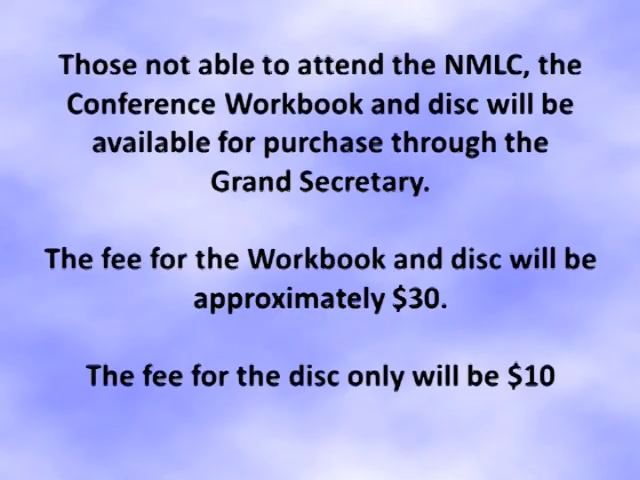 Those not able to attend the NMLC, the
Conference Workbook and disc will be
available for purchase through the
Grand Secretary.
The fee for the Workbook and disc will be
approximately $30.
The fee for the disc only will be $10